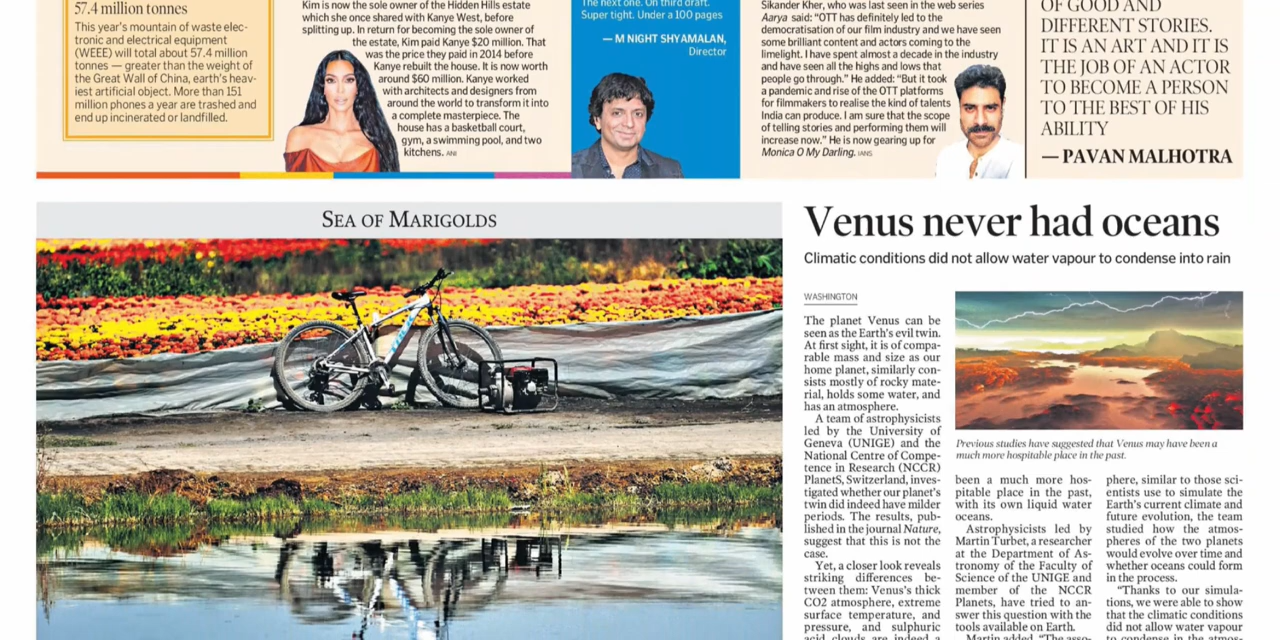 57.4 million tonnes
This year's mountain of waste elec-
tronic and electrical equipment
(WEEE) will total about 57.4 million
tonnes — greater than the weight of
the Great Wall of China, earth's heav-
iest artificial object. More than 151
million phones a year are trashed and
end up incinerated or landfilled.
Kim is now the sole owner of the Hidden Hills estate
which she once shared with Kanye West, before
splitting up. In return for becoming the sole owner of
the estate, Kim paid Kanye $20 million. That
was the price they paid in 2014 before
Kanye rebuilt the house. It is now worth
around $60 million. Kanye worked
with architects and designers from
around the world to transform it into
a complete masterpiece. The
house has a basketball court,
gym, a swimming pool, and two
kitchens. ANI
The next one. On third draft.
Super tight. Under a 100 pages
— M NIGHT SHYAMALAN,
Director
Sikander Kher, who was last seen in the web series
Aarya said: “OTT has definitely led to the
democratisation of our film industry and we have seen
some brilliant content and actors coming to the
limelight. I have spent almost a decade in the industry
and have seen all the highs and lows that
people go through.” He added: “But it took
a pandemic and rise of the OTT platforms
for filmmakers to realise the kind of talents
India can produce. I am sure that the scope
of telling stories and performing them will
increase now.” He is now gearing up for
Monica O My Darling. IANS
OF GOOD AND
DIFFERENT STORIES.
IT IS AN ART AND IT IS
THE JOB OF AN ACTOR
TO BECOME A PERSON
TO THE BEST OF HIS
ABILITY
— PAVAN MALHOTRA
SEA OF MARIGOLDS
Venus never had oceans
Climatic conditions did not allow water vapour to condense into rain
WASHINGTON
The planet Venus can be
seen as the Earth's evil twin.
At first sight, it is of compa-
rable mass and size as our
home planet, similarly con-
sists mostly of rocky mate-
rial, holds some water, and
has an atmosphere.
A team of astrophysicists
led by the University of
Geneva (UNIGE) and the
National Centre of Compe-
tence in Research (NCCR)
PlanetS, Switzerland, inves-
tigated whether our planet's
twin did indeed have milder
periods. The results, pub-
lished in the journal Nature,
suggest that this is not the
case.
Yet, a closer look reveals
striking differences be-
tween them: Venus's thick
CO2 atmosphere, extreme
surface temperature, and
pressure, and sulphuric
acid clouds are indeed a
Previous studies have suggested that Venus may have been a
much more hospitable place in the past.
been a much more hos-
pitable place in the past,
with its own liquid water
oceans.
Astrophysicists led by
Martin Turbet, a researcher
at the Department of As-
tronomy of the Faculty of
Science of the UNIGE and
member of the NCCR
Planets, have tried to an-
swer this question with the
tools available on Earth.
Martin added, “The asso-
phere, similar to those sci-
entists use to simulate the
Earth's current climate and
future evolution, the team
studied how the atmos-
pheres of the two planets
would evolve over time and
whether oceans could form
in the process.
“Thanks to our simula-
tions, we were able to show
that the climatic conditions
did not allow water vapour
to condense in the atmos-